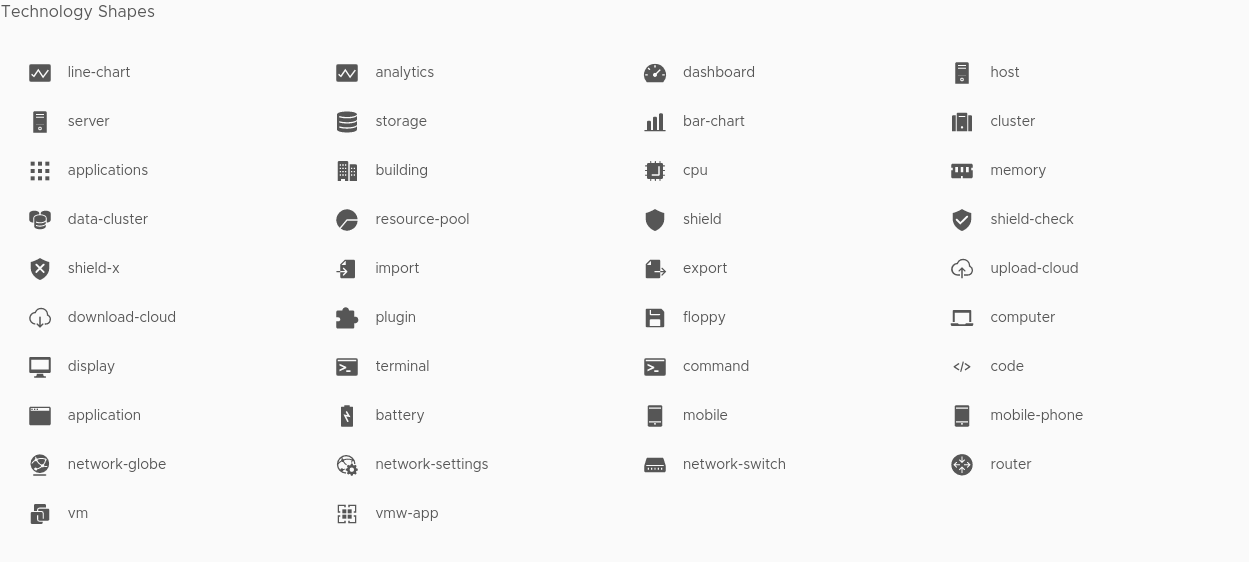 Technology Shapes
line-chart analytics dashboard host
server storage bar-chart cluster
applications building cpu memory
data-cluster resource-pool shield shield-check
shield-x import export upload-cloud
download-cloud plugin floppy computer
display terminal command code
application battery mobile mobile-phone
network-globe network-settings network-switch router
vm vmw-app